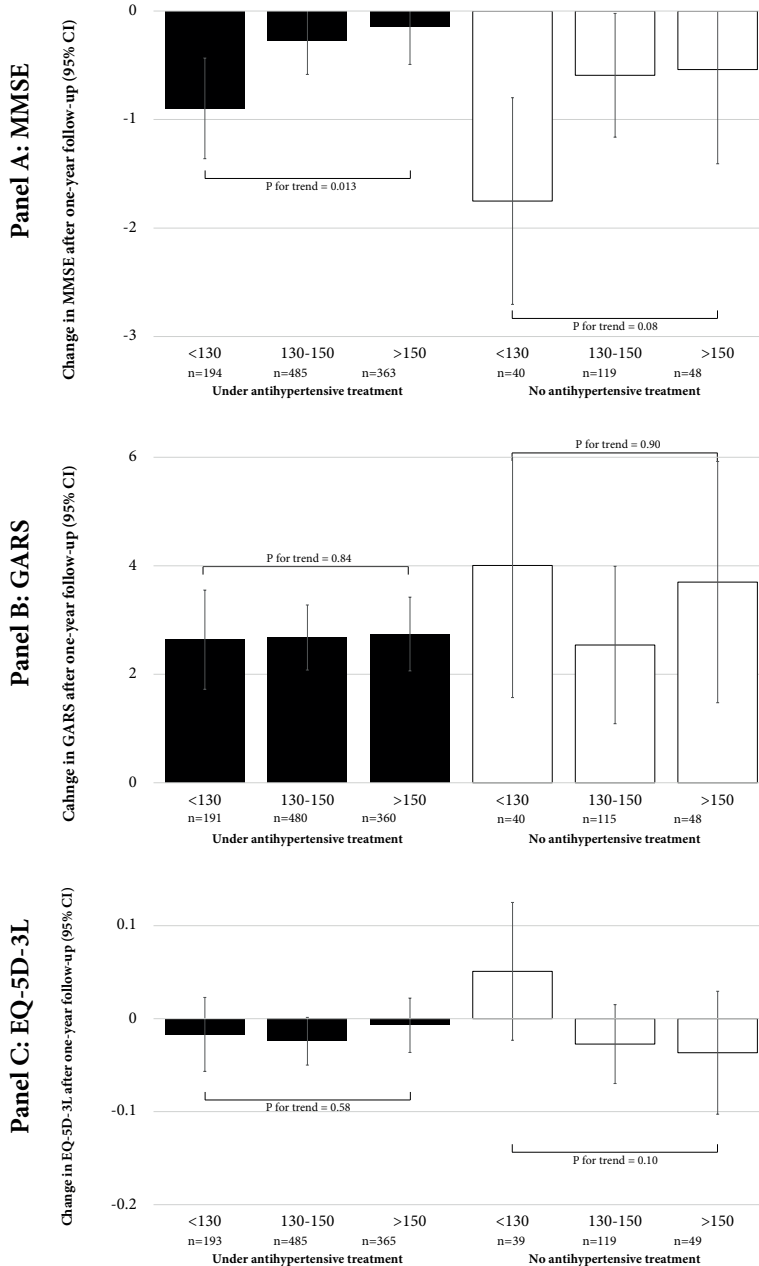 Panel A: MMSE
Change in MMSE after one-year follow-up (95% CI)
0
-1
-2
-3
P for trend = 0.013
P for trend = 0.08
<130 130-150 >150 <130 130-150 >150
n=194 n=485 n=363 n=40 n=119 n=48
Under antihypertensive treatment No antihypertensive treatment
Panel B: GARS
Cahnge in GARS after one-year follow-up (95% CI)
6
4
2
0
P for trend = 0.90
P for trend = 0.84
<130 130-150 >150 <130 130-150 >150
n=191 n=480 n=360 n=40 n=115 n=48
Under antihypertensive treatment No antihypertensive treatment
Panel C: EQ-5D-3L
Change in EQ-5D-3L after one-year follow-up (95% CI)
0.1
0
-0.1
-0.2
P for trend = 0.58
P for trend = 0.10
<130 130-150 >150 <130 130-150 >150
n=193 n=485 n=365 n=39 n=119 n=49
Under antihypertensive treatment No antihypertensive treatment